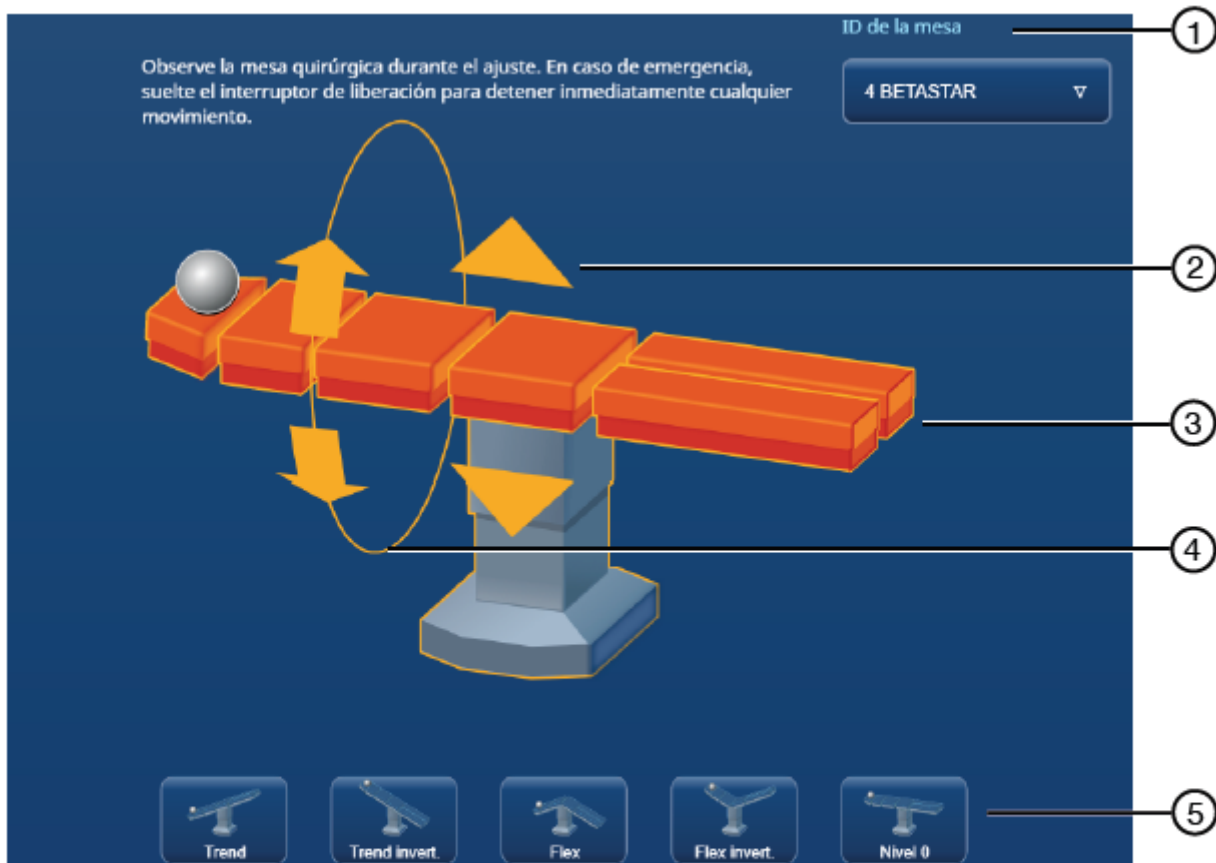 ID de la mesa
1
Observe la mesa quirúrgica durante el ajuste. En caso de emergencia,
suelte el interruptor de liberación para detener inmediatamente cualquier
movimiento.
4 BETASTAR
2
3
4
5
Trend
Trend invert.
Flex
Flex invert.
Nivel 0